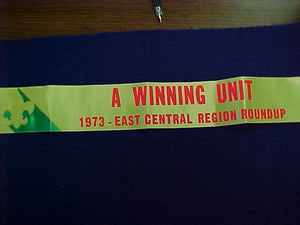 A WINNING UNIT
1973 - EAST CENTRAL REGION ROUNDUP